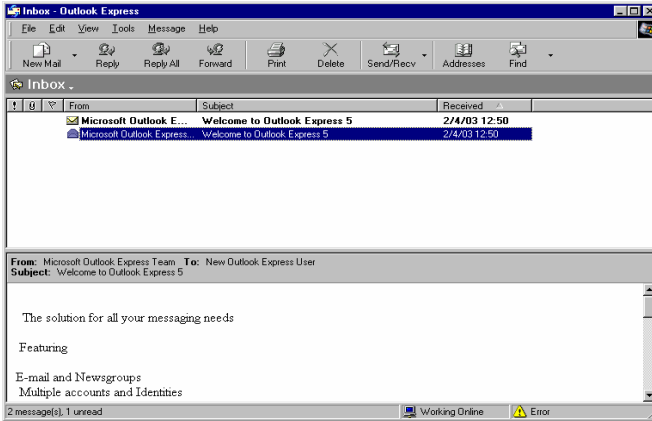 Inbox - Outlook Express
File Edit View Tools Message Help
New Mail Reply Reply All Forward Print Delete Send/Recv Addresses Find
Inbox
! From Subject Received
Microsoft Outlook E... Welcome to Outlook Express 5 2/4/03 12:50
Microsoft Outlook Express... Welcome to Outlook Express 5 2/4/03 12:50
From: Microsoft Outlook Express Team To: New Outlook Express User
Subject: Welcome to Outlook Express 5
The solution for all your messaging needs
Featuring
E-mail and Newsgroups
Multiple accounts and Identities
2 message(s), 1 unread Working Online Error